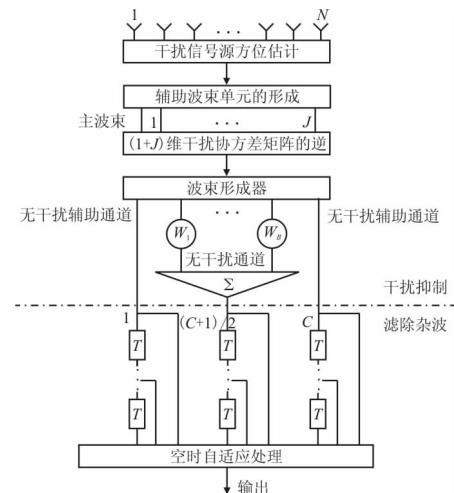 1 ... N
干扰信号源方位估计
辅助波束单元的形成
主波束 1 ... J
(1+J)维干扰协方差矩阵的逆
波束形成器
无干扰辅助通道 ... 无干扰辅助通道
W₁ W_B
无干扰通道
Σ
干扰抑制
1 (C+1)/2 C 滤除杂波
T T T
T T T
空时自适应处理
输出